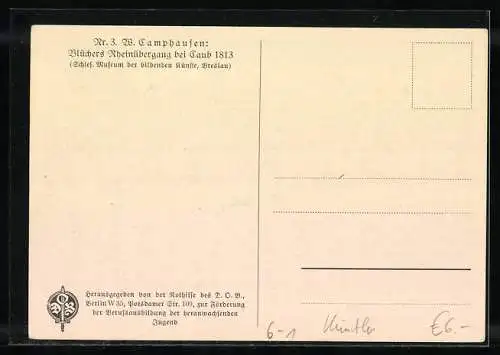 Nr. 3. W. Camphausen:
Blüchers Rheinübergang bei Caub 1813
(Schles. Museum der bildenden Künste, Breslau)
Herausgegeben von der Nothilfe des D. O. B.,
Berlin W 35, Potsdamer Str. 100, zur Förderung
der Berufsausbildung der heranwachsenden
Jugend
6-1 Künstler €6.-